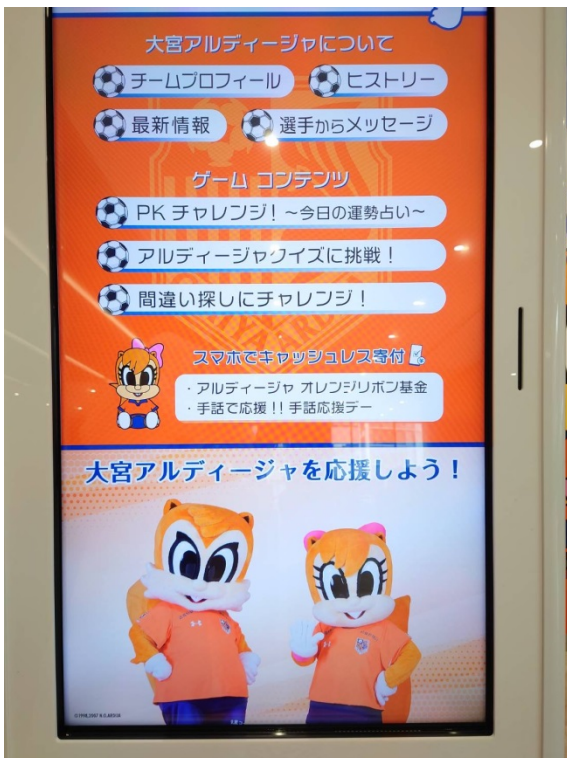 大宮アルディージャについて
チームプロフィール
ヒストリー
最新情報
選手からメッセージ
ゲーム コンテンツ
PK チャレンジ！ ～今日の運勢占い～
アルディージャクイズに挑戦！
間違い探しにチャレンジ！
スマホでキャッシュレス寄付
・アルディージャ オレンジリボン基金
・手話で応援！！手話応援デー
大宮アルディージャを応援しよう！